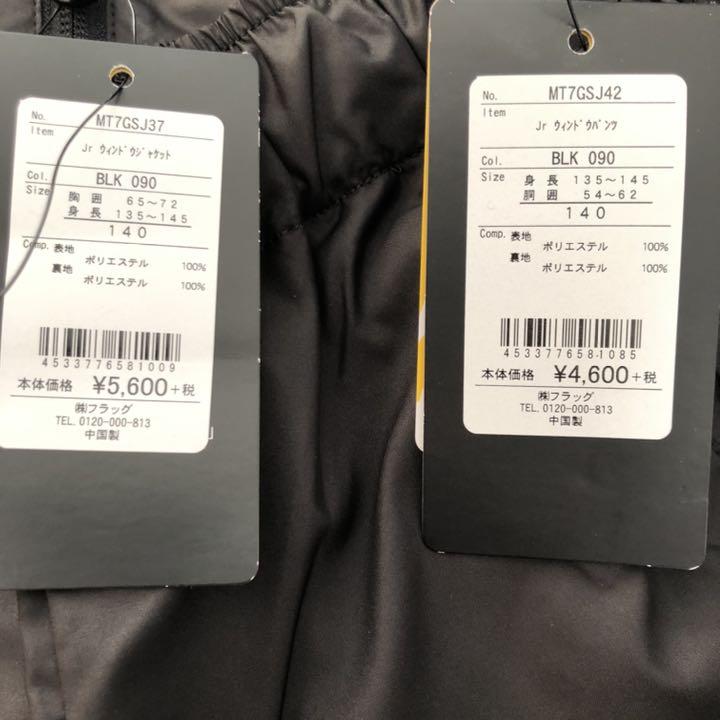 No. MT7GSJ37
Item
Jr ウィンドウジャケット
Col. BLK 090
Size 胸囲 65～72
身長 135～145
140
Comp. 表地 ポリエステル 100%
裏地 ポリエステル 100%
4533776581009
本体価格 ¥5,600+税
㈱フラッグ
TEL. 0120-000-813
中国製
No. MT7GSJ42
Item
Jr ウィンドウパンツ
Col. BLK 090
Size 身長 135～145
胴囲 54～62
140
Comp. 表地 ポリエステル 100%
裏地 ポリエステル 100%
4533776581085
本体価格 ¥4,600+税
㈱フラッグ
TEL. 0120-000-813
中国製